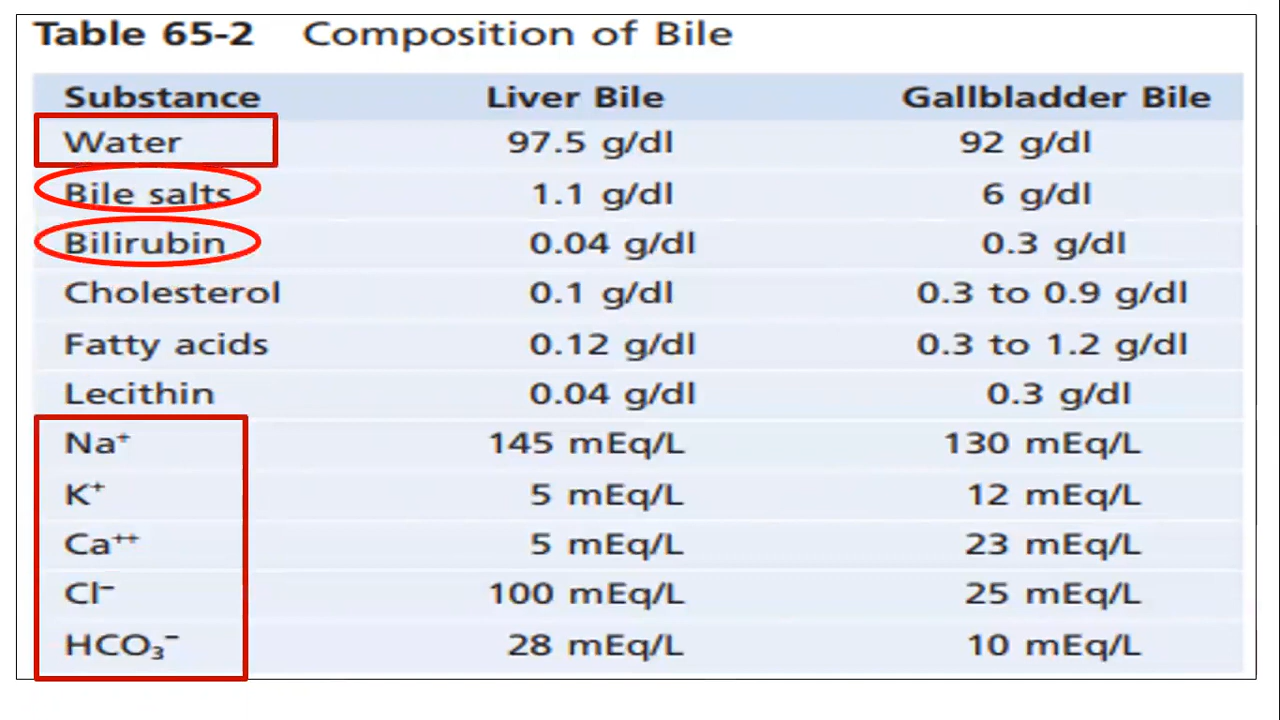 Table 65-2 Composition of Bile
Substance Liver Bile Gallbladder Bile
Water 97.5 g/dl 92 g/dl
Bile salts 1.1 g/dl 6 g/dl
Bilirubin 0.04 g/dl 0.3 g/dl
Cholesterol 0.1 g/dl 0.3 to 0.9 g/dl
Fatty acids 0.12 g/dl 0.3 to 1.2 g/dl
Lecithin 0.04 g/dl 0.3 g/dl
Na⁺ 145 mEq/L 130 mEq/L
K⁺ 5 mEq/L 12 mEq/L
Ca⁺⁺ 5 mEq/L 23 mEq/L
Cl⁻ 100 mEq/L 25 mEq/L
HCO₃⁻ 28 mEq/L 10 mEq/L